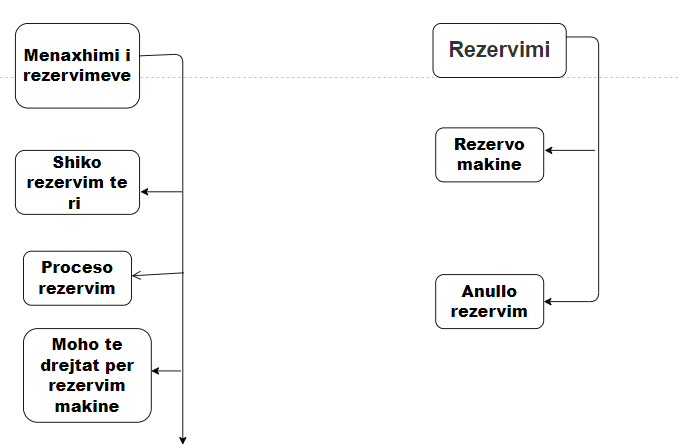 Menaxhimi i
rezervimeve
Shiko
rezervim te
ri
Proceso
rezervim
Moho te
drejtat per
rezervim
makine
Rezervimi
Rezervo
makine
Anullo
rezervim